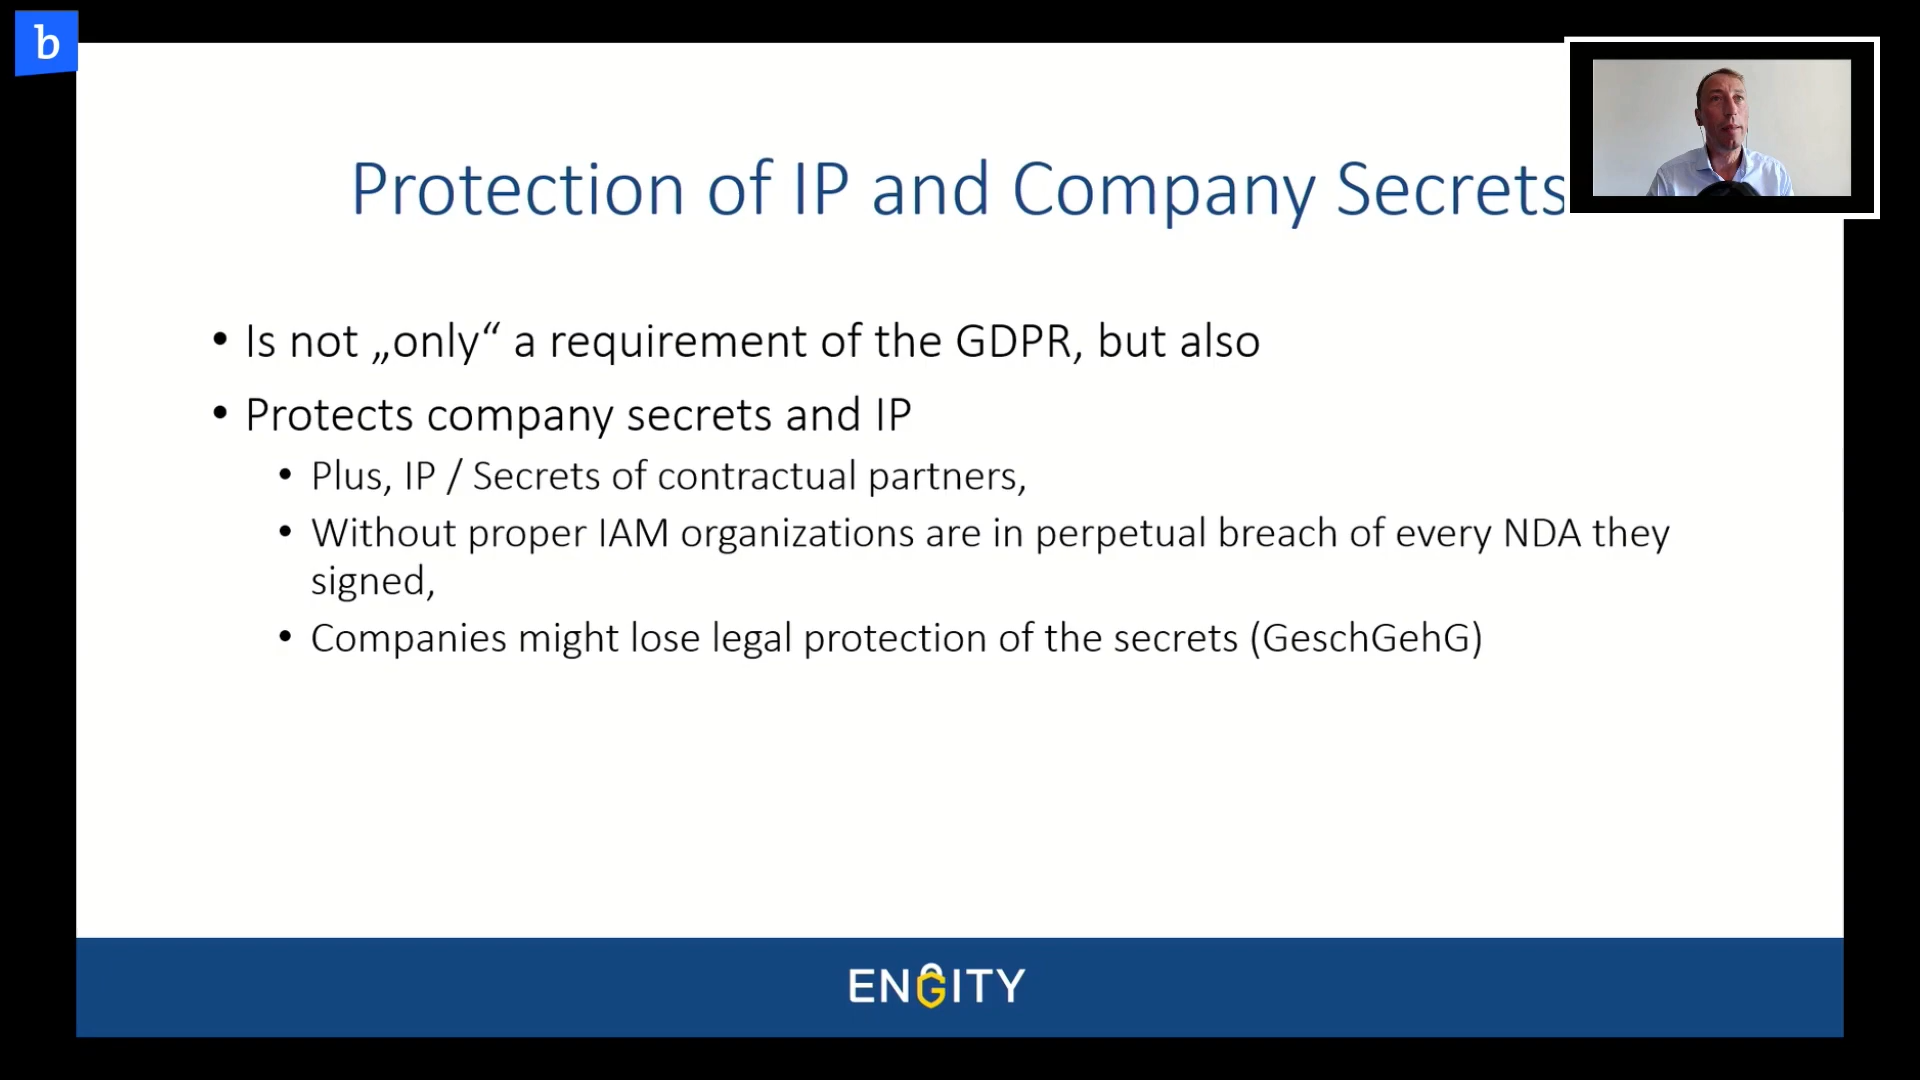 b
Protection of IP and Company Secrets
• Is not „only“ a requirement of the GDPR, but also
• Protects company secrets and IP
• Plus, IP / Secrets of contractual partners,
• Without proper IAM organizations are in perpetual breach of every NDA they
signed,
• Companies might lose legal protection of the secrets (GeschGehG)
ENGITY